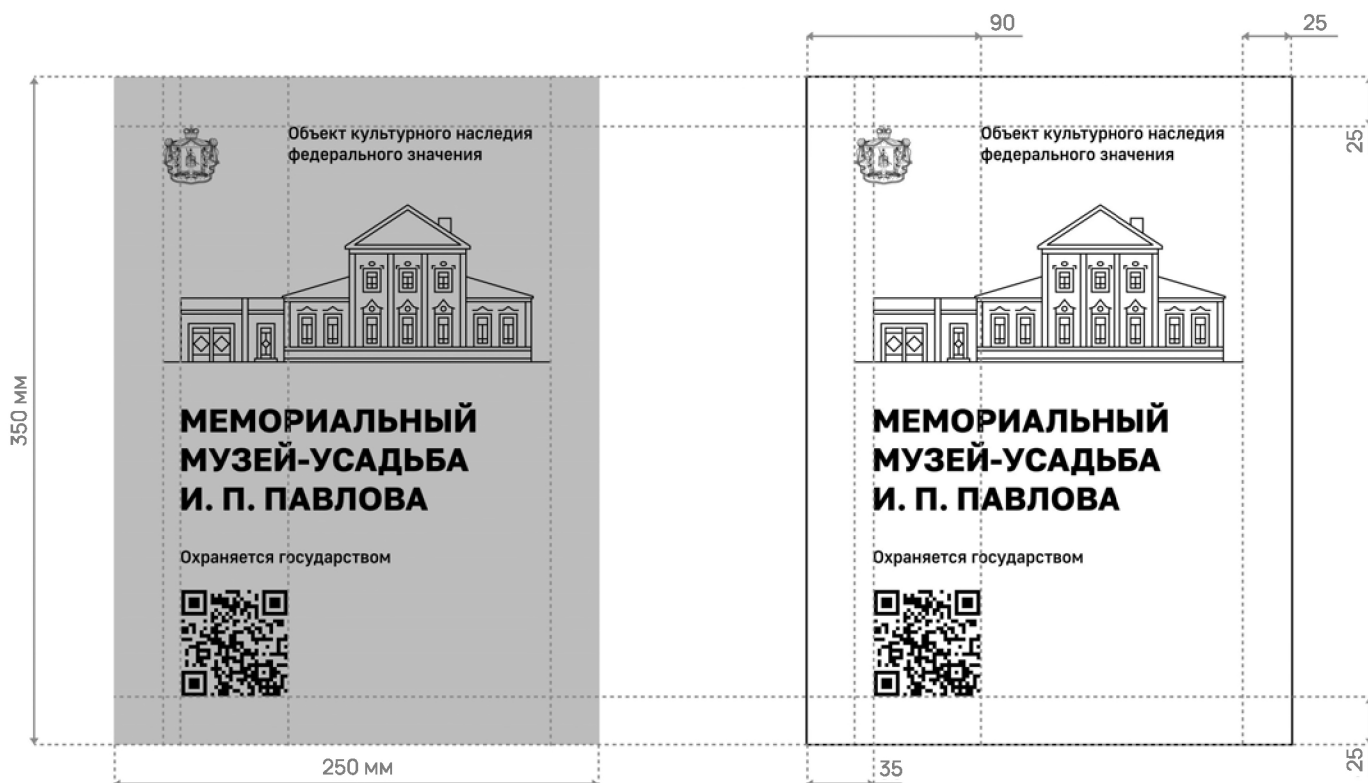 90
25
Объект культурного наследия
федерального значения
Объект культурного наследия
федерального значения
25
350 мм
МЕМОРИАЛЬНЫЙ
МУЗЕЙ-УСАДЬБА
И. П. ПАВЛОВА
МЕМОРИАЛЬНЫЙ
МУЗЕЙ-УСАДЬБА
И. П. ПАВЛОВА
Охраняется государством
Охраняется государством
250 мм
35
25